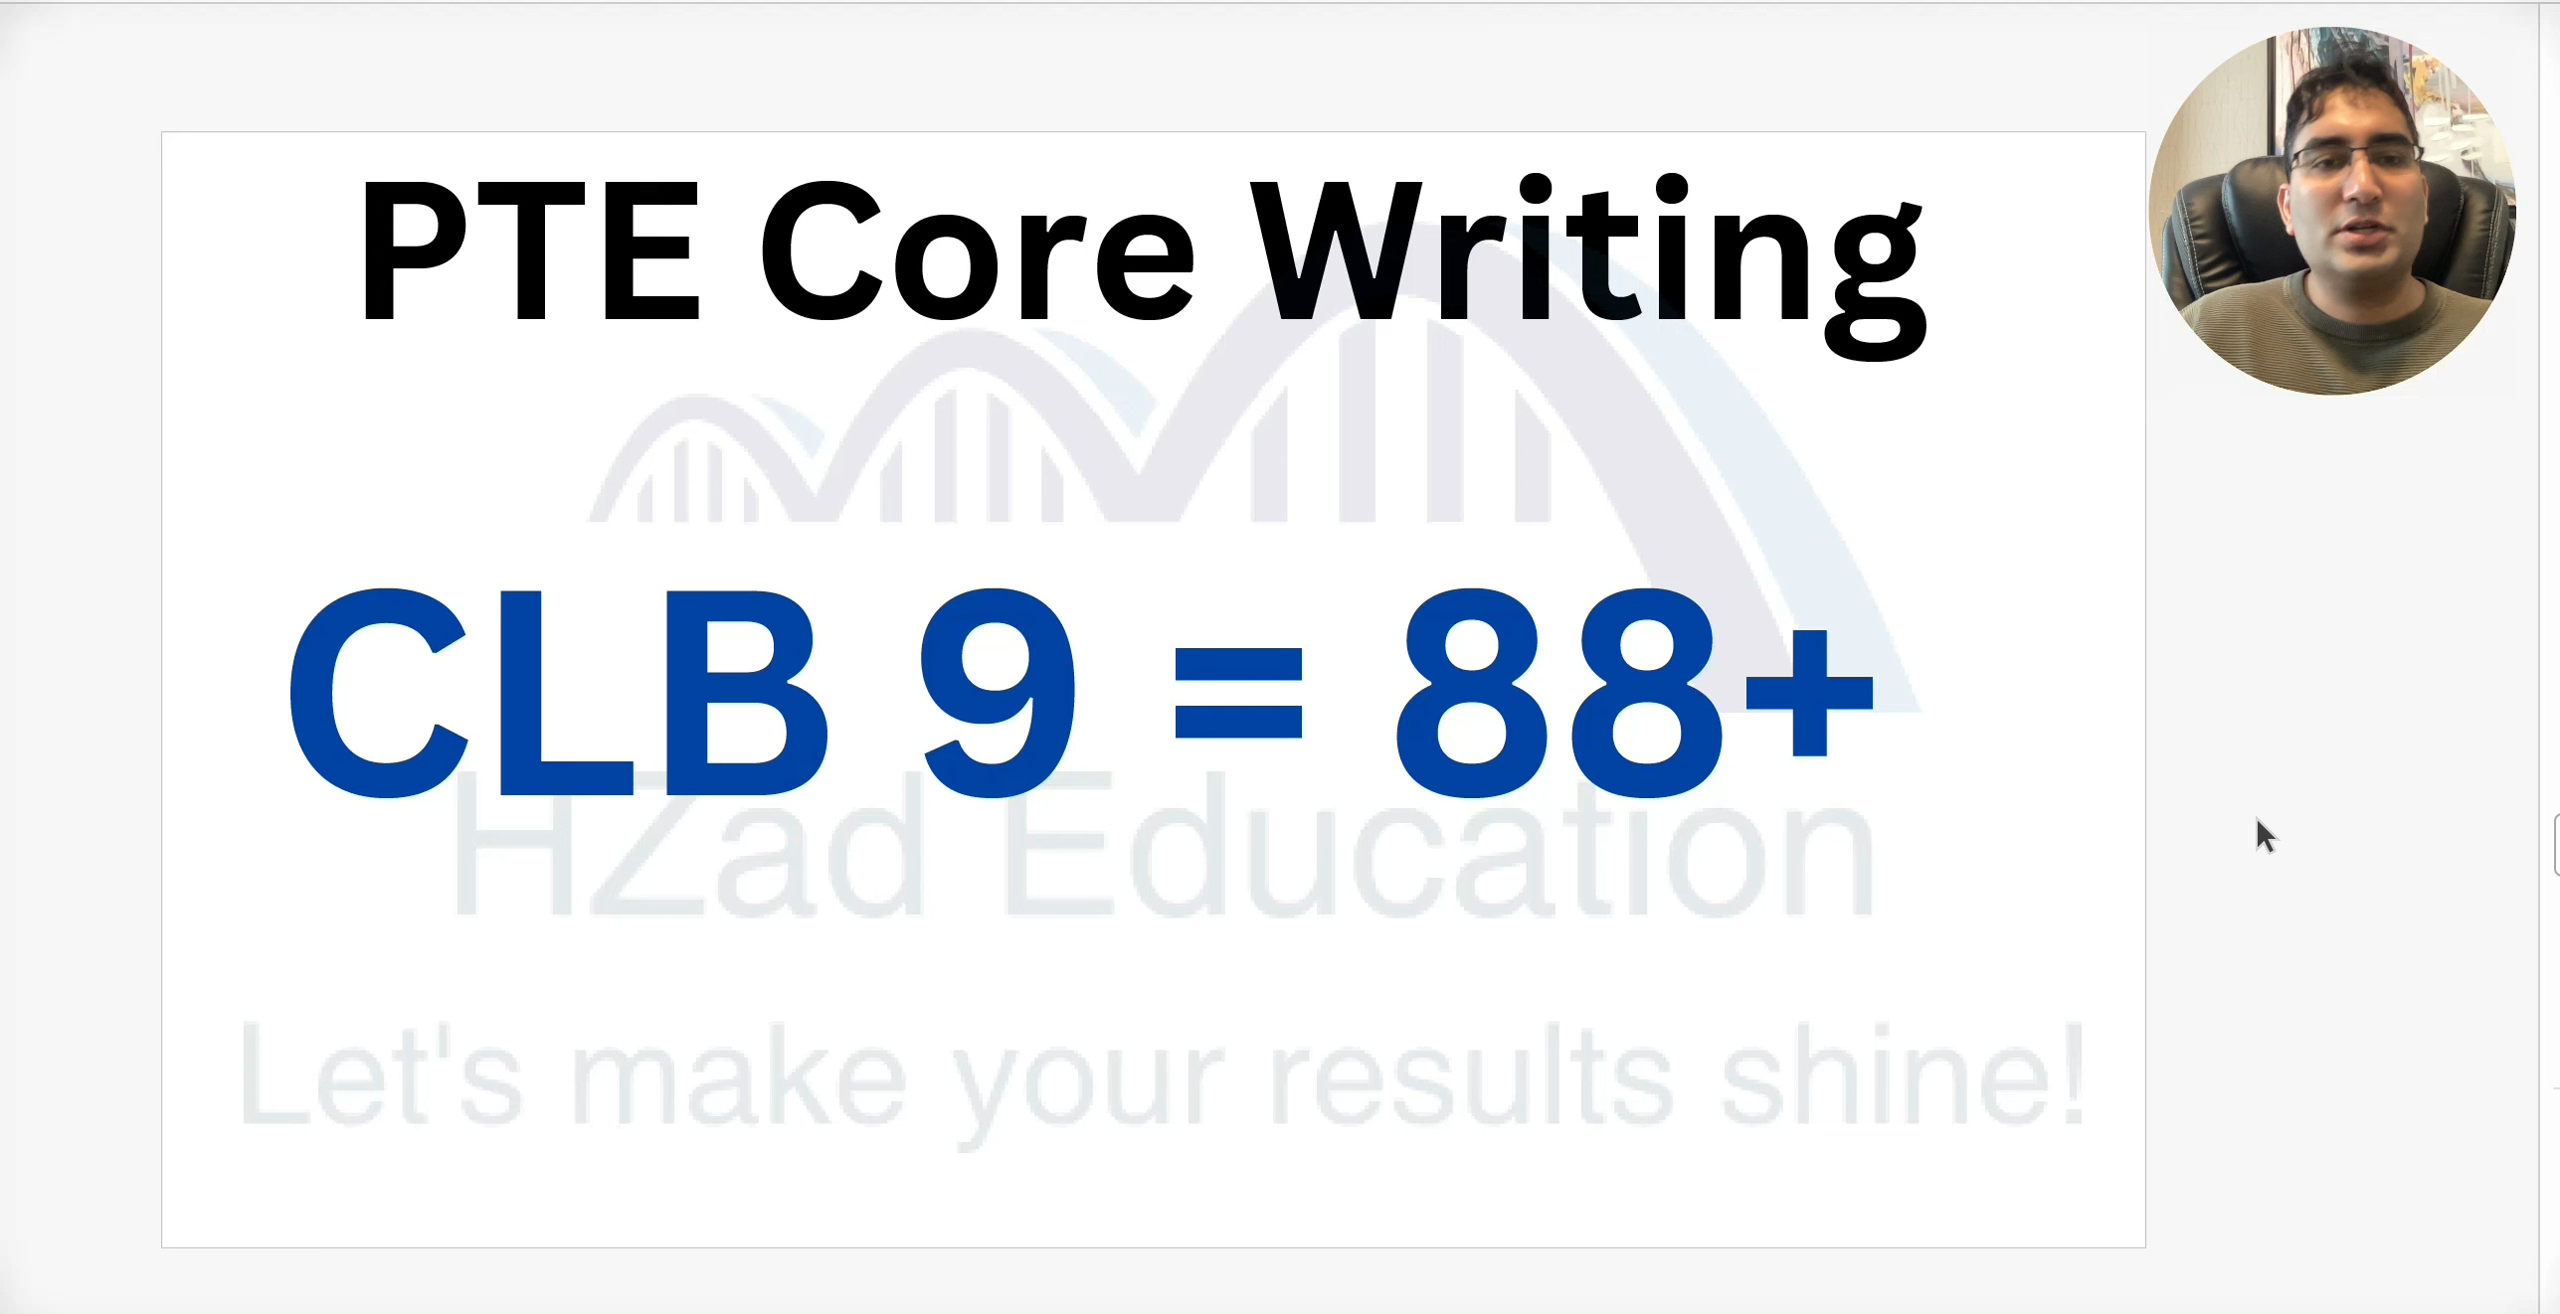 PTE Core Writing
CLB 9 = 88+
HZad Education
Let's make your results shine!